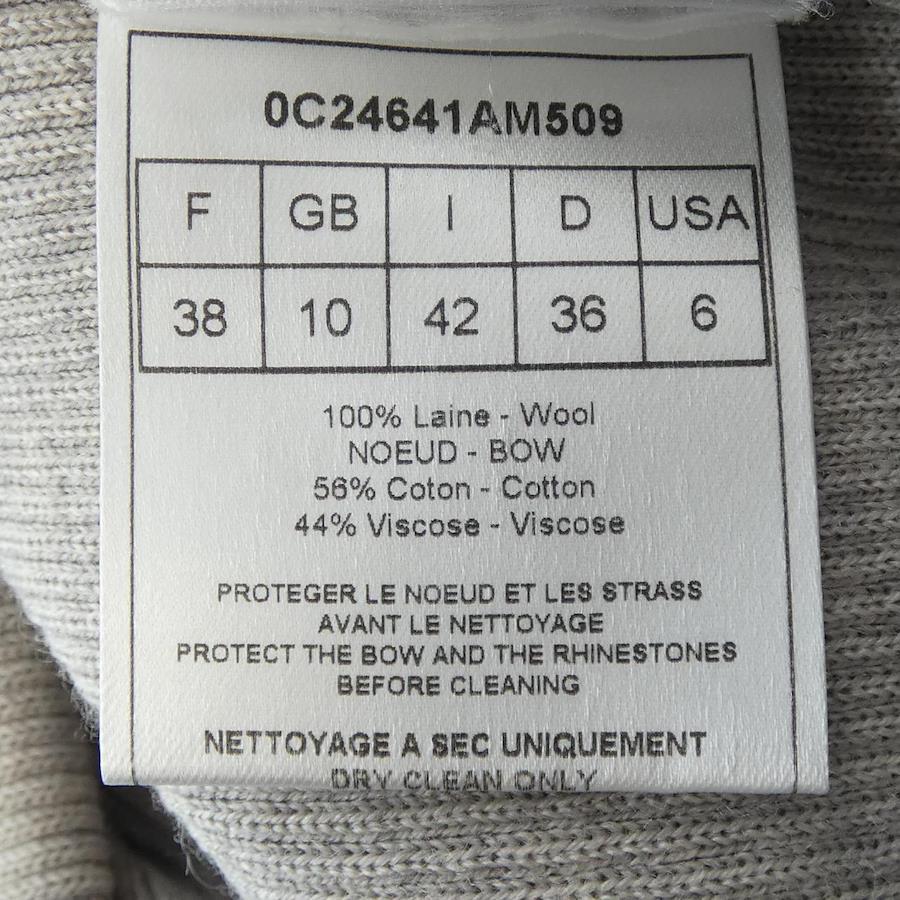 0C24641AM509
F GB I D USA
38 10 42 36 6
100% Laine - Wool
NOEUD - BOW
56% Coton - Cotton
44% Viscose - Viscose
PROTEGER LE NOEUD ET LES STRASS
AVANT LE NETTOYAGE
PROTECT THE BOW AND THE RHINESTONES
BEFORE CLEANING
NETTOYAGE A SEC UNIQUEMENT
DRY CLEAN ONLY